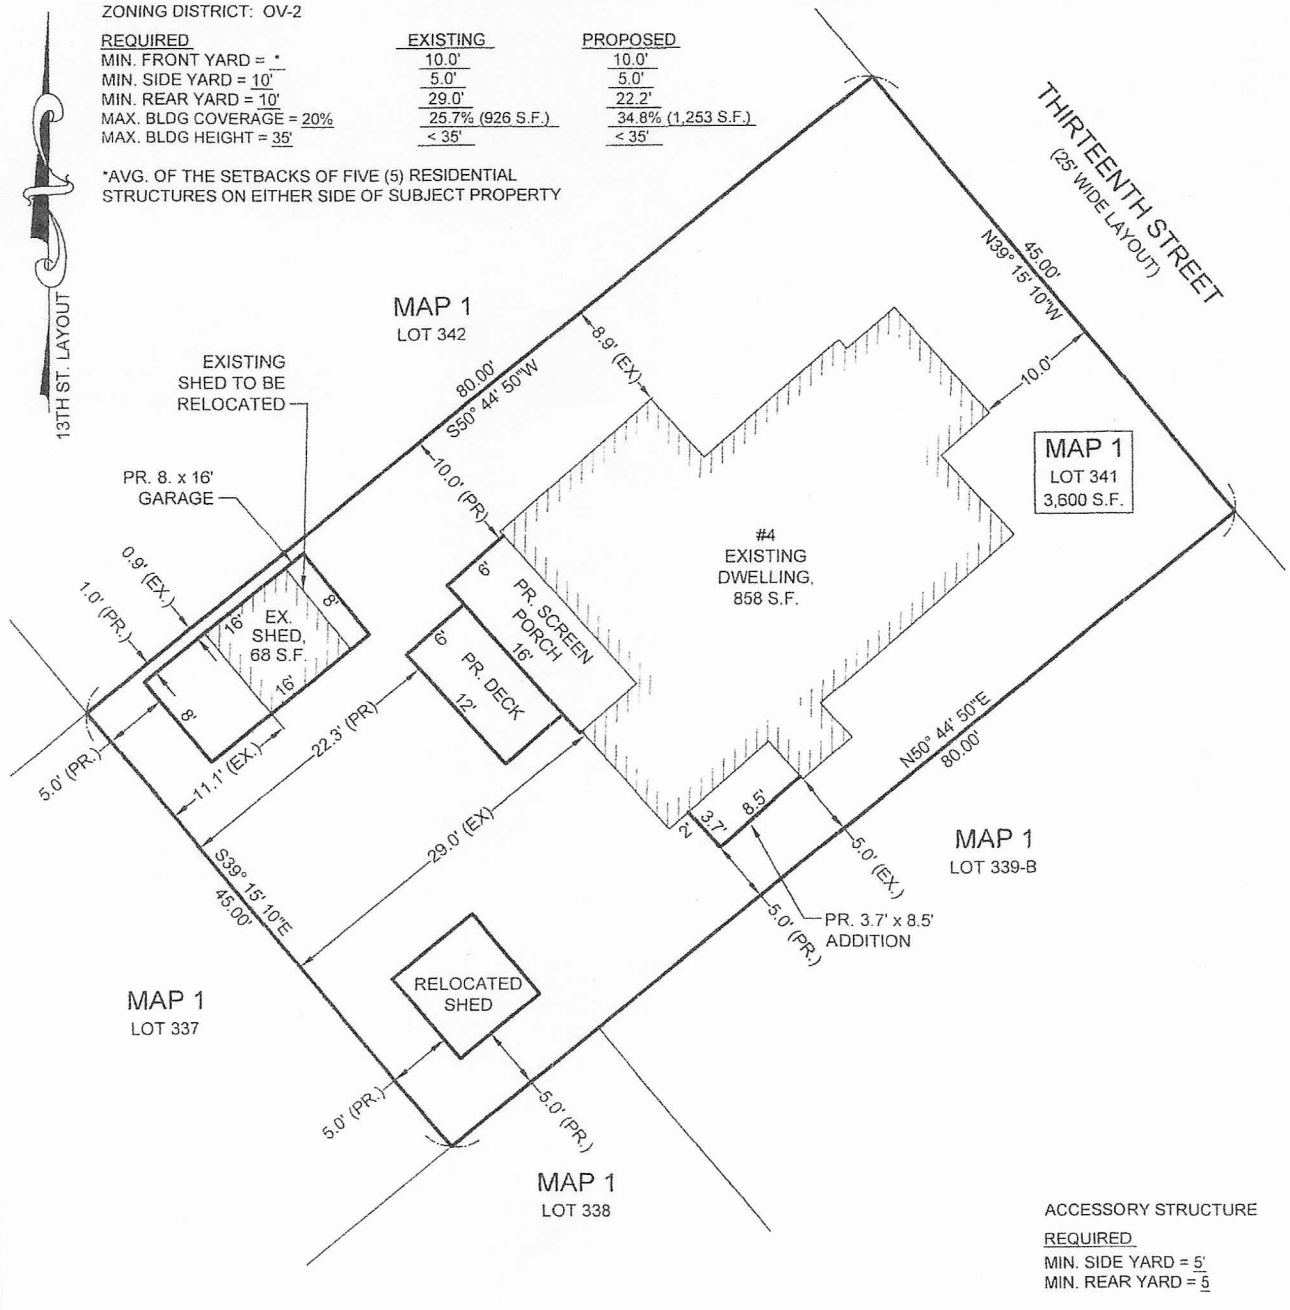 ZONING DISTRICT: OV-2
REQUIRED EXISTING PROPOSED
MIN. FRONT YARD = * 10.0' 10.0'
MIN. SIDE YARD = 10' 5.0' 5.0'
MIN. REAR YARD = 10' 29.0' 22.2'
MAX. BLDG COVERAGE = 20% 25.7% (926 S.F.) 34.8% (1,253 S.F.)
MAX. BLDG HEIGHT = 35' < 35' < 35'
*AVG. OF THE SETBACKS OF FIVE (5) RESIDENTIAL
STRUCTURES ON EITHER SIDE OF SUBJECT PROPERTY
13TH ST. LAYOUT
THIRTEENTH STREET
(25' WIDE LAYOUT)
45.00'
N39° 15' 10"W
MAP 1
LOT 342
80.00'
S50° 44' 50"W
8.9' (EX)
10.0'
EXISTING
SHED TO BE
RELOCATED
MAP 1
LOT 341
3,600 S.F.
PR. 8. x 16'
GARAGE
10.0' (PR)
#4
EXISTING
DWELLING,
858 S.F.
0.9' (EX.)
1.0' (PR.)
16'
8'
EX.
SHED,
68 S.F.
16'
8'
6'
PR. SCREEN
PORCH
16'
6'
PR. DECK
12'
5.0' (PR.)
11.1' (EX.)
22.3' (PR)
29.0' (EX)
N50° 44' 50"E
80.00'
2'
3.7'
8.5'
5.0' (EX.)
5.0' (PR.)
MAP 1
LOT 339-B
PR. 3.7' x 8.5'
ADDITION
S39° 15' 10"E
45.00'
RELOCATED
SHED
MAP 1
LOT 337
5.0' (PR.)
5.0' (PR.)
MAP 1
LOT 338
ACCESSORY STRUCTURE
REQUIRED
MIN. SIDE YARD = 5'
MIN. REAR YARD = 5